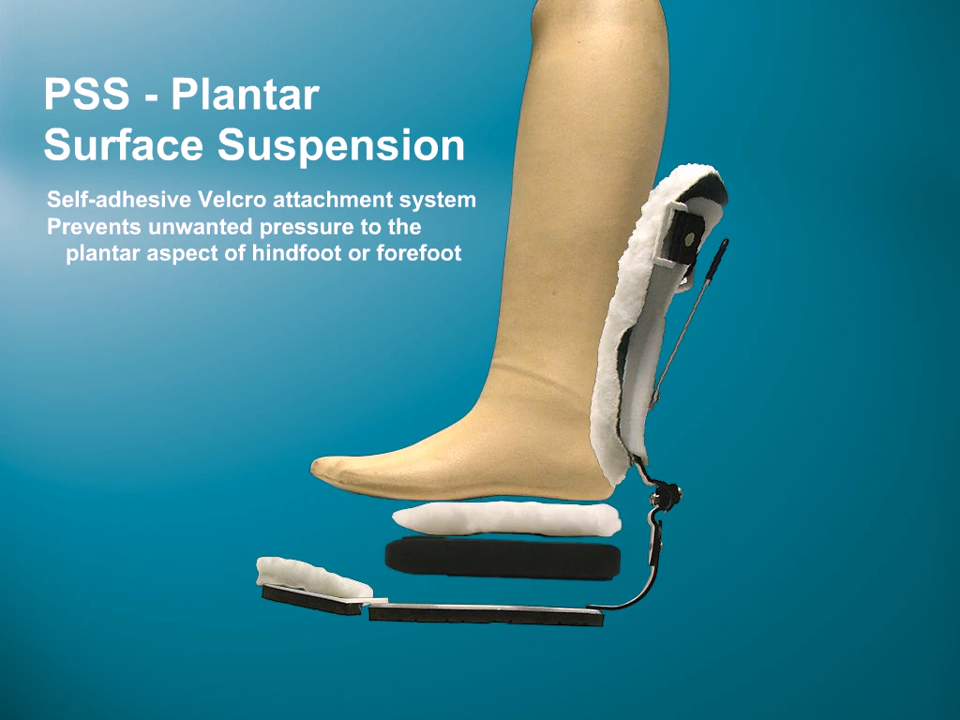 PSS - Plantar
Surface Suspension
Self-adhesive Velcro attachment system
Prevents unwanted pressure to the
plantar aspect of hindfoot or forefoot